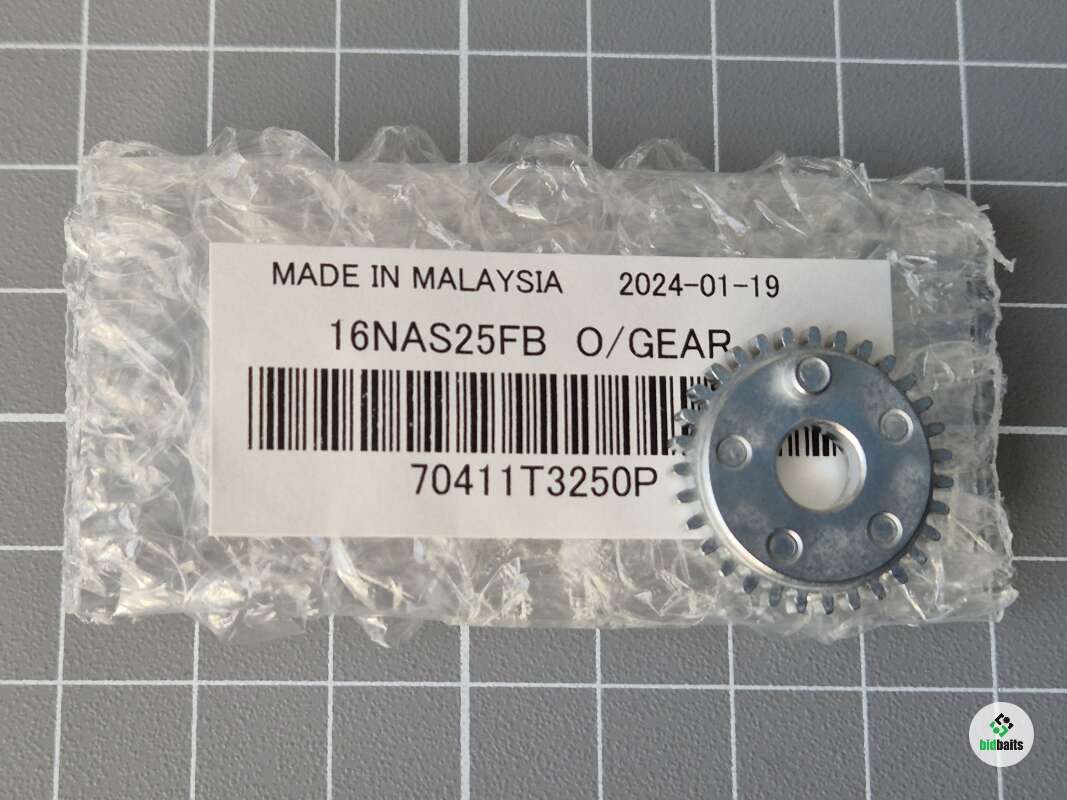 MADE IN MALAYSIA 2024-01-19
16NAS25FB O/GEAR
70411T3250P
bidbaits